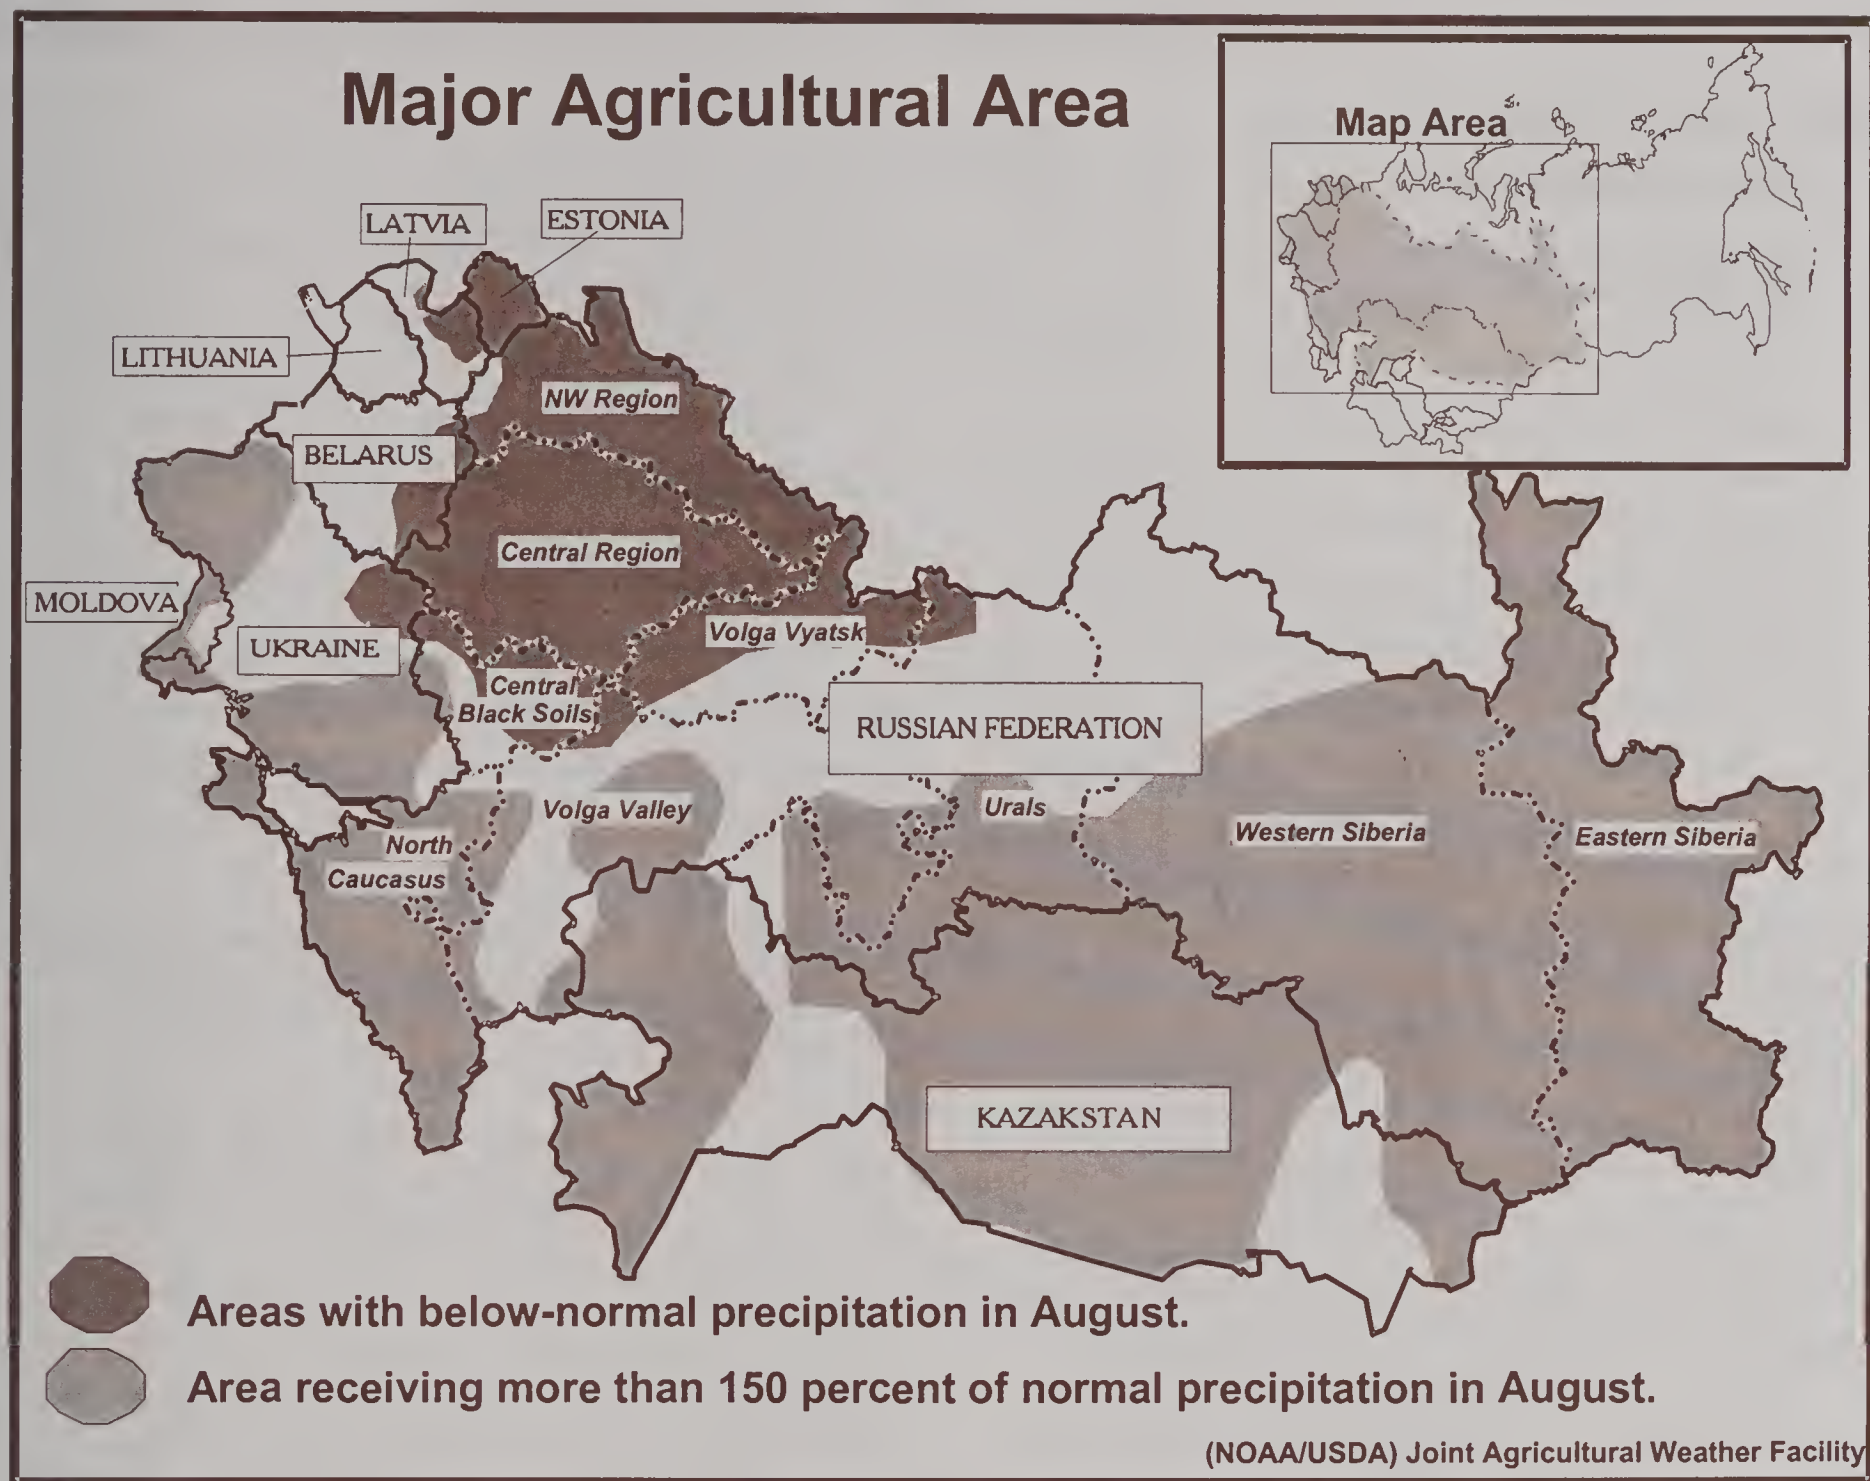 Major Agricultural Area
Map Area
LATVIA
ESTONIA
LITHUANIA
NW Region
BELARUS
Central Region
MOLDOVA
UKRAINE
Volga Vyatsk
Central
Black Soils
RUSSIAN FEDERATION
Volga Valley
Urals
North
Caucasus
Western Siberia
Eastern Siberia
KAZAKSTAN
Areas with below-normal precipitation in August.
Area receiving more than 150 percent of normal precipitation in August.
(NOAA/USDA) Joint Agricultural Weather Facility